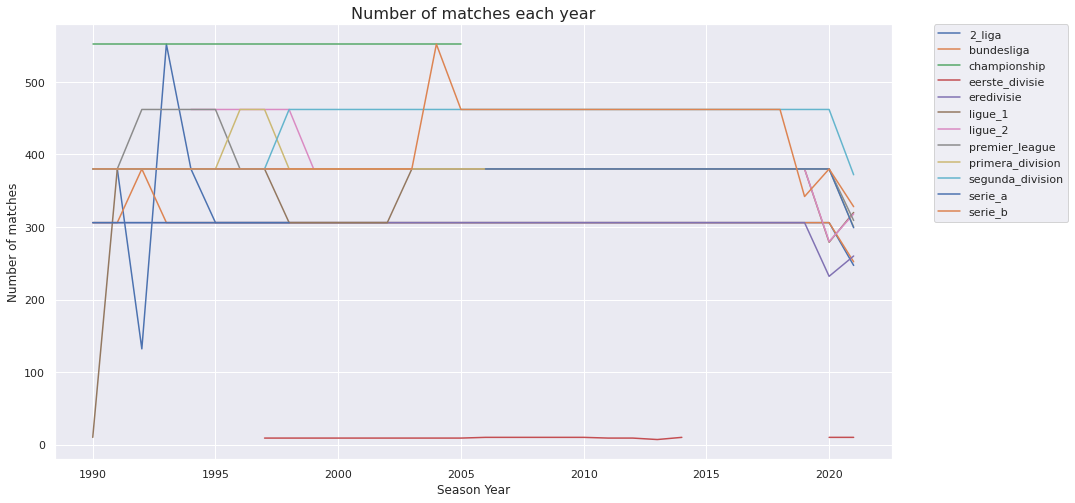 Number of matches each year
Number of matches
500
400
300
200
100
0
1990
1995
2000
2005
2010
2015
2020
Season Year
2_liga
bundesliga
championship
eerste_divisie
eredivisie
ligue_1
ligue_2
premier_league
primera_division
segunda_division
serie_a
serie_b